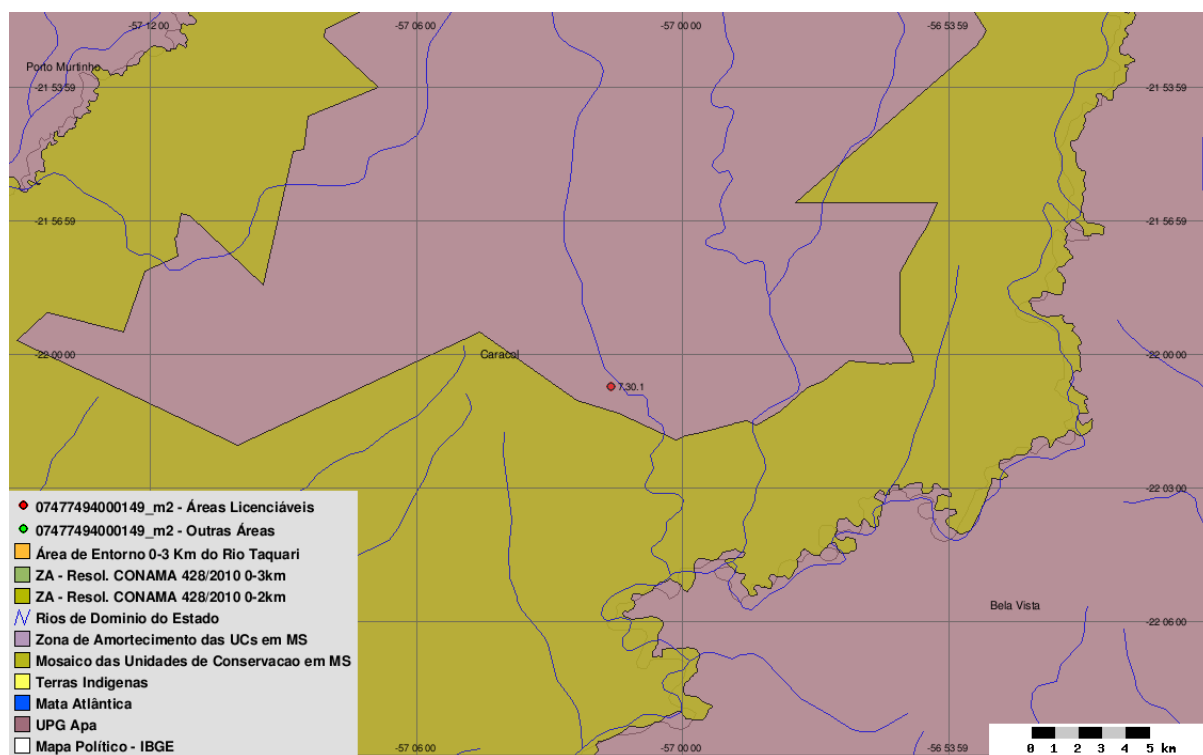 -57 12 00
-57 06 00
-57 00 00
-56 53 59
Porto Murtinho
-21 53 59
-21 53 59
-21 56 59
-21 56 59
-22 00 00
Caracol
-22 00 00
7.30.1
-22 03 00
07477494000149_m2 - Áreas Licenciáveis
07477494000149_m2 - Outras Áreas
Área de Entorno 0-3 Km do Rio Taquari
ZA - Resol. CONAMA 428/2010 0-3km
ZA - Resol. CONAMA 428/2010 0-2km
Rios de Dominio do Estado
Zona de Amortecimento das UCs em MS
Mosaico das Unidades de Conservacao em MS
Terras Indigenas
Mata Atlântica
UPG Apa
Mapa Político - IBGE
Bela Vista
-22 06 00
-57 06 00
-57 00 00
-56 53 59
0 1 2 3 4 5 km